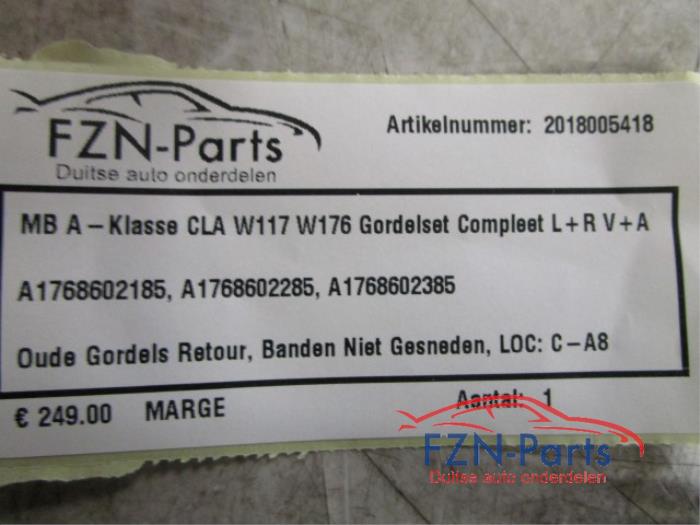 FZN-Parts
Duitse auto onderdelen
Artikelnummer: 2018005418
MB A-Klasse CLA W117 W176 Gordelset Compleet L+R V+A
A1768602185, A1768602285, A1768602385
Oude Gordels Retour, Banden Niet Gesneden, LOC: C-A8
€ 249.00 MARGE
Aantal: 1
FZN-Parts
Duitse auto onderdelen